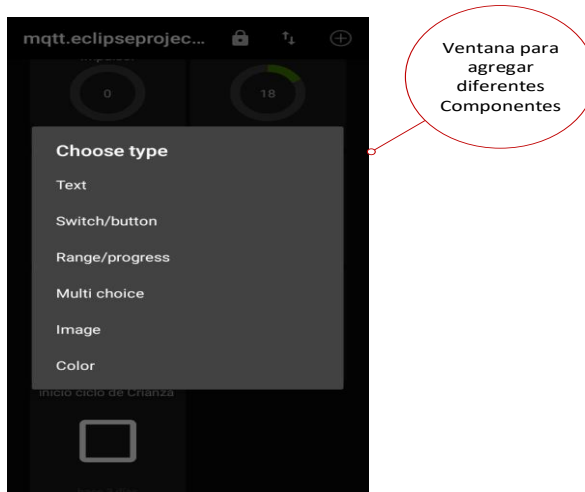 mqtt.eclipseprojec...
Impulsor
0
18
Choose type
Text
Switch/button
Range/progress
Multi choice
Image
Color
Inicio ciclo de Crianza
Ventana para
agregar
diferentes
Componentes